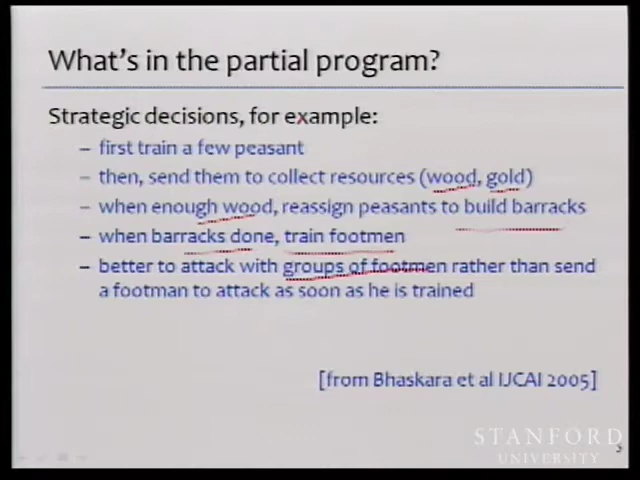 What's in the partial program?
Strategic decisions, for example:
– first train a few peasant
– then, send them to collect resources (wood, gold)
– when enough wood, reassign peasants to build barracks
– when barracks done, train footmen
– better to attack with groups of footmen rather than send
a footman to attack as soon as he is trained
[from Bhaskara et al IJCAI 2005]
STANFORD
UNIVERSITY